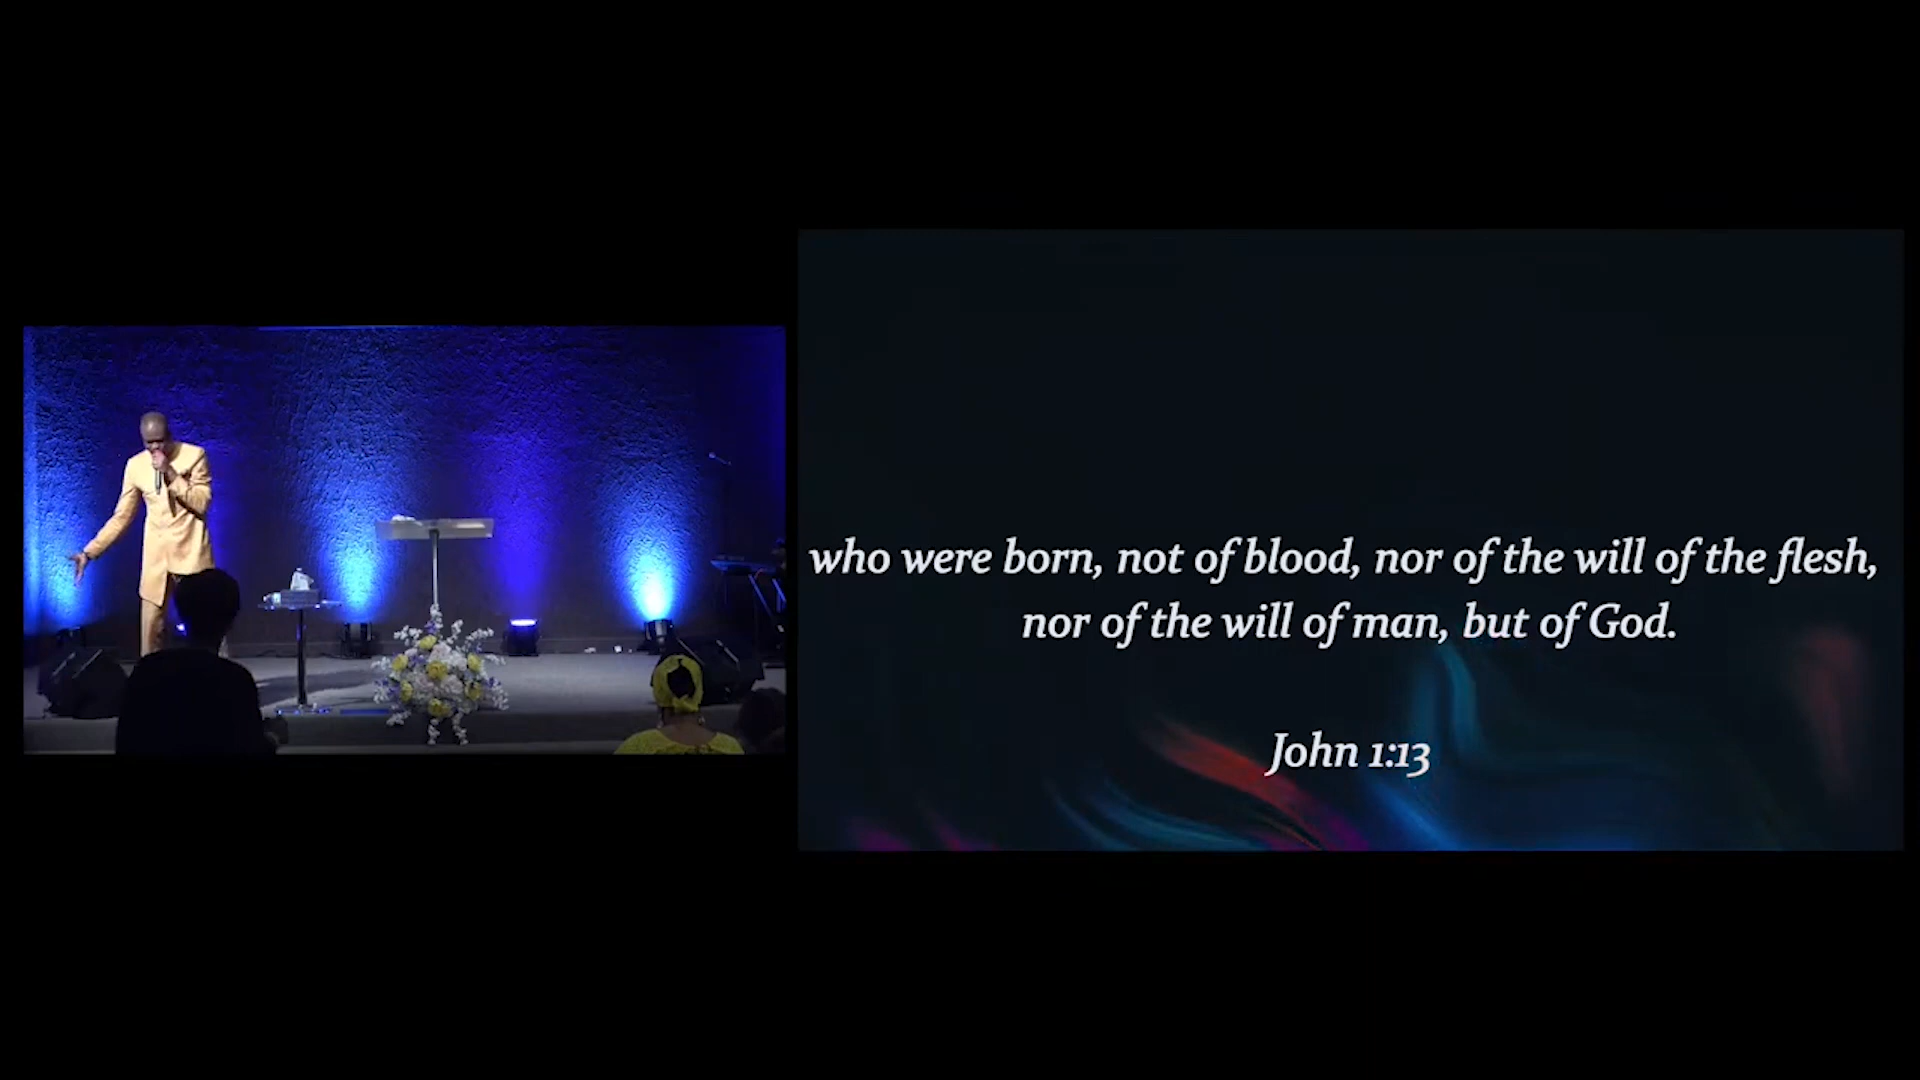 who were born, not of blood, nor of the will of the flesh,
nor of the will of man, but of God.
John 1:13